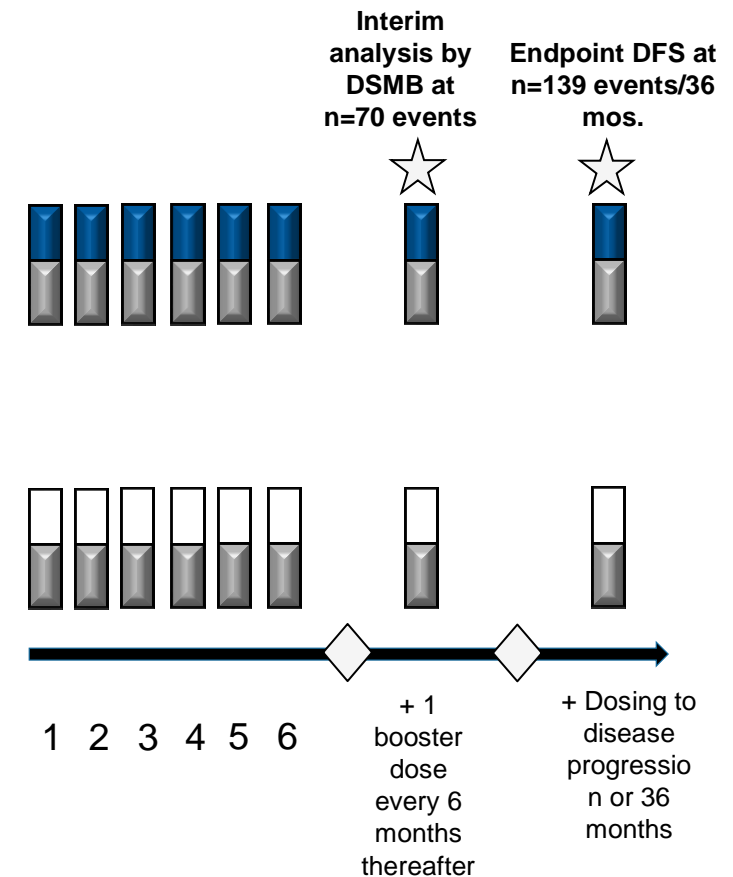 Interim
analysis by
DSMB at
n=70 events
Endpoint DFS at
n=139 events/36
mos.
1 2 3 4 5 6
+ 1
booster
dose
every 6
months
thereafter
+ Dosing to
disease
progressio
n or 36
months